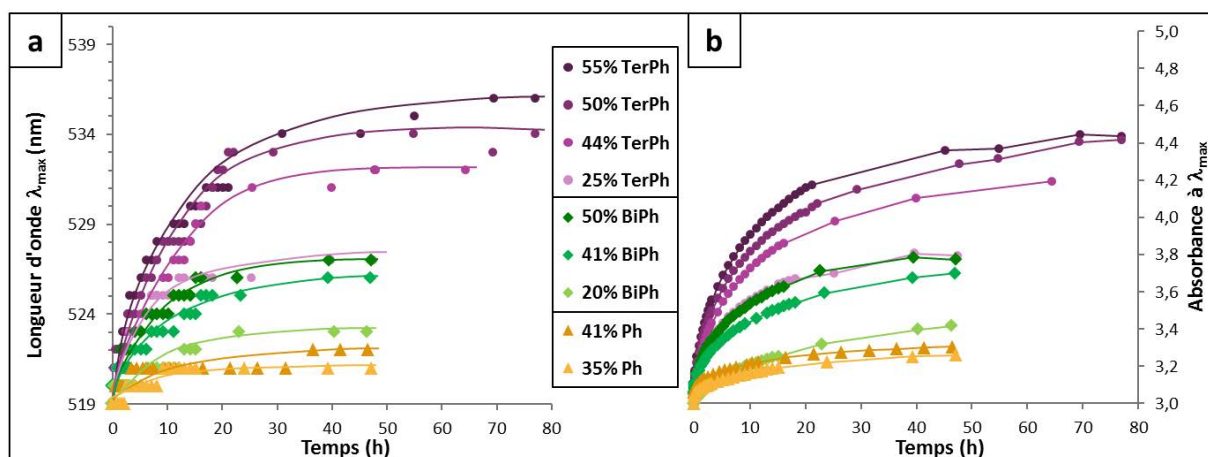 a
Longueur d'onde λmax (nm)
539
534
529
524
519
0 10 20 30 40 50 60 70 80
Temps (h)
55% TerPh
50% TerPh
44% TerPh
25% TerPh
50% BiPh
41% BiPh
20% BiPh
41% Ph
35% Ph
b
5,0
4,8
4,6
4,4
4,2
4,0
3,8
3,6
3,4
3,2
3,0
Absorbance à λmax
0 10 20 30 40 50 60 70 80
Temps (h)